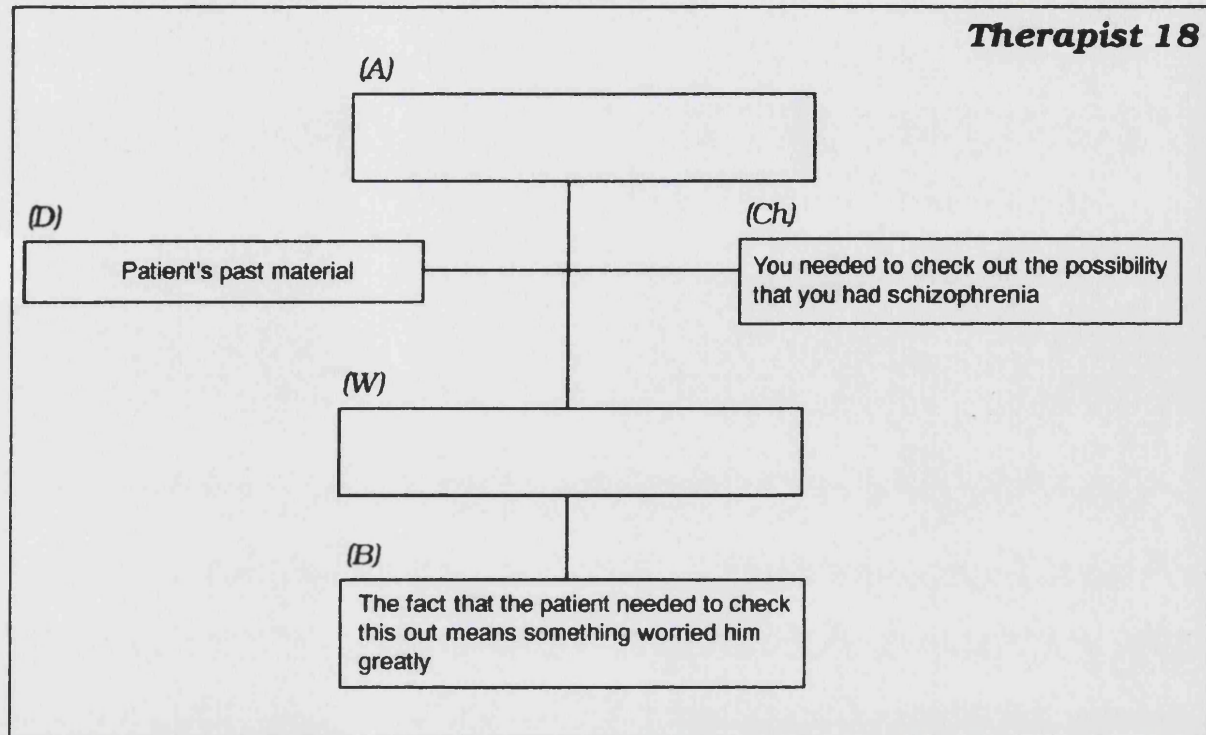 Therapist 18
(A)
(D)
Patient's past material
(Ch)
You needed to check out the possibility
that you had schizophrenia
(W)
(B)
The fact that the patient needed to check
this out means something worried him
greatly